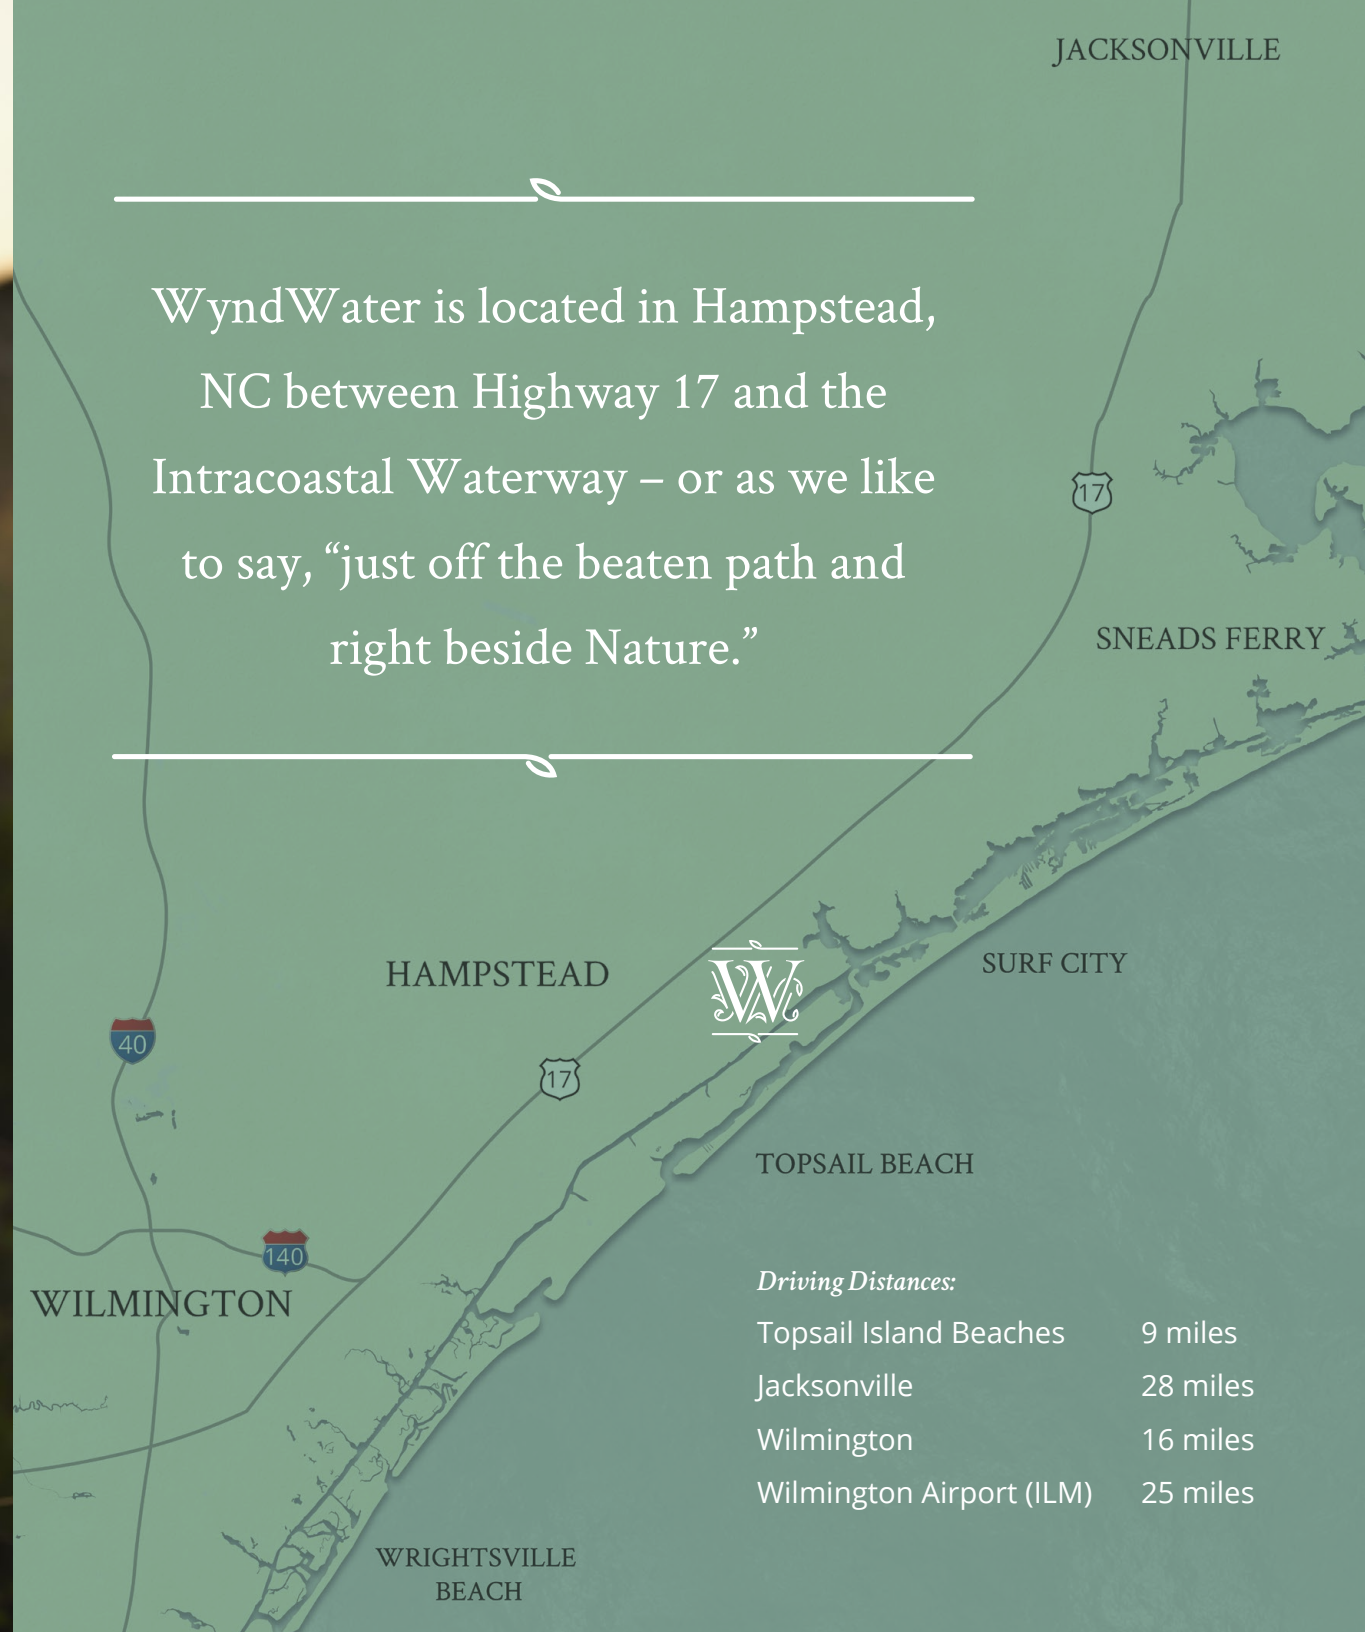 JACKSONVILLE
WyndWater is located in Hampstead,
NC between Highway 17 and the
Intracoastal Waterway – or as we like
to say, “just off the beaten path and
right beside Nature.”
17
SNEADS FERRY
HAMPSTEAD
W
SURF CITY
40
17
TOPSAIL BEACH
140
WILMINGTON
Driving Distances:
Topsail Island Beaches 9 miles
Jacksonville 28 miles
Wilmington 16 miles
Wilmington Airport (ILM) 25 miles
WRIGHTSVILLE
BEACH